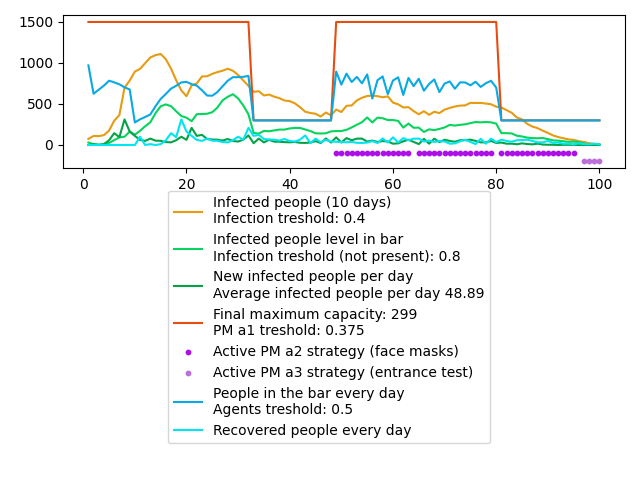 1500
1000
500
0
0 20 40 60 80 100
Infected people (10 days)
Infection treshold: 0.4
Infected people level in bar
Infection treshold (not present): 0.8
New infected people per day
Average infected people per day 48.89
Final maximum capacity: 299
PM a1 treshold: 0.375
Active PM a2 strategy (face masks)
Active PM a3 strategy (entrance test)
People in the bar every day
Agents treshold: 0.5
Recovered people every day